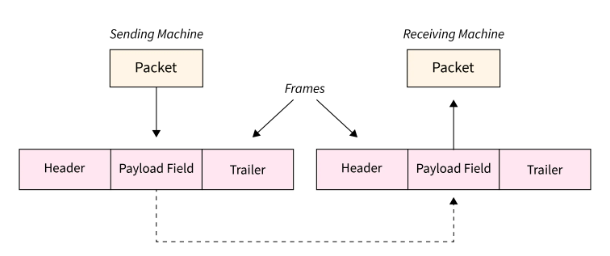 Sending Machine
Receiving Machine
Packet
Packet
Frames
Header
Payload Field
Trailer
Header
Payload Field
Trailer